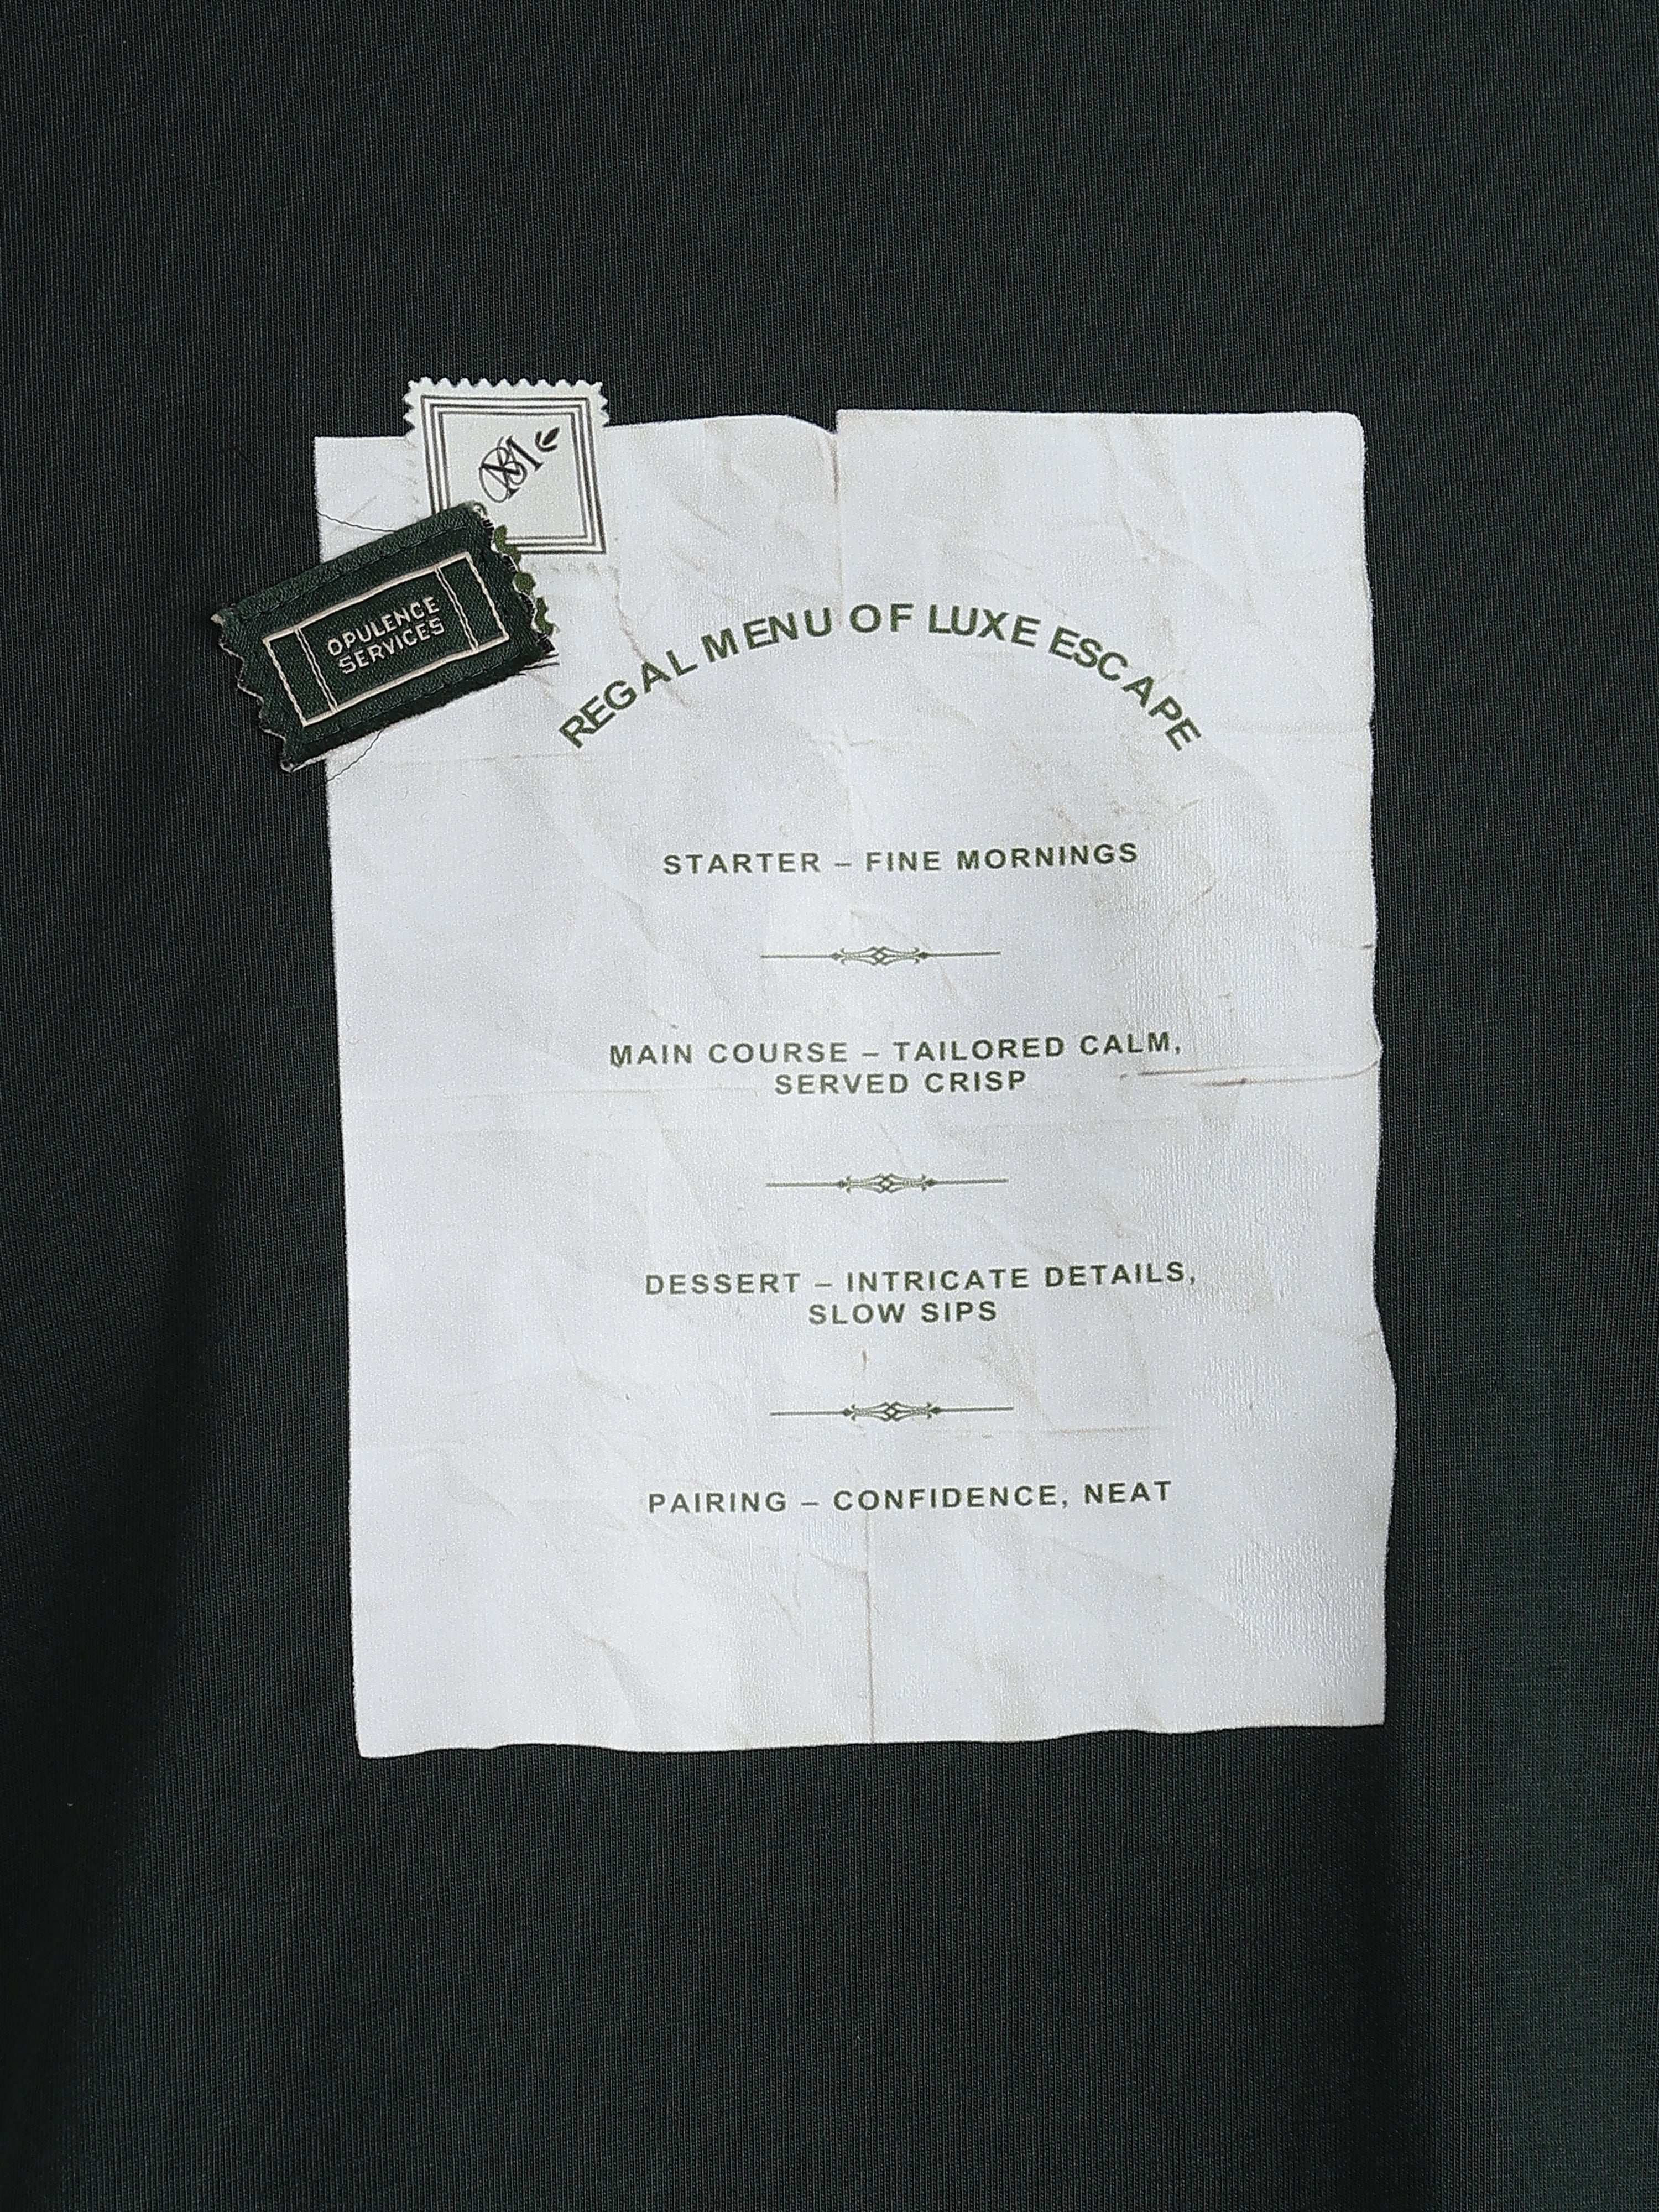 OPULENCE
SERVICES
REGAL MENU OF LUXE ESCAPE
STARTER – FINE MORNINGS
MAIN COURSE – TAILORED CALM,
SERVED CRISP
DESSERT – INTRICATE DETAILS,
SLOW SIPS
PAIRING – CONFIDENCE, NEAT